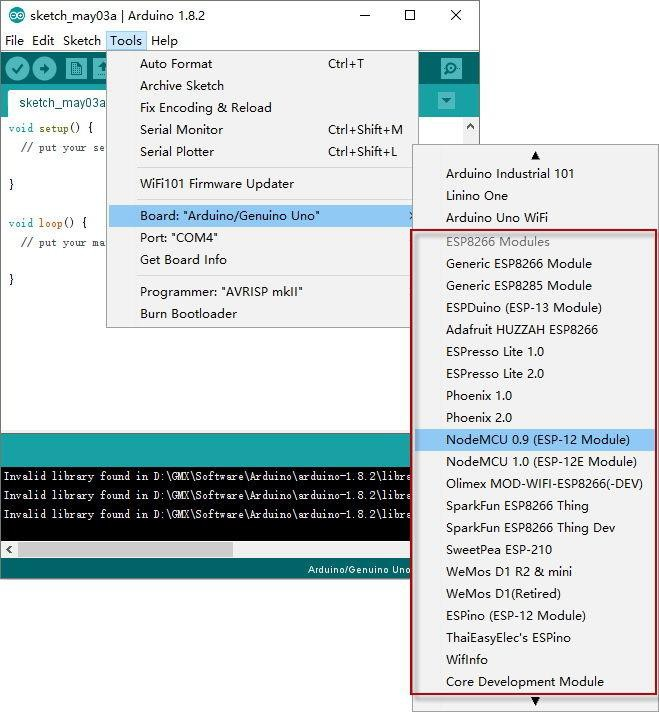 sketch_may03a | Arduino 1.8.2
File Edit Sketch Tools Help
sketch_may03a
void setup() {
// put your se
}
void loop() {
// put your ma
}
Auto Format Ctrl+T
Archive Sketch
Fix Encoding & Reload
Serial Monitor Ctrl+Shift+M
Serial Plotter Ctrl+Shift+L
WiFi101 Firmware Updater
Board: "Arduino/Genuino Uno"
Port: "COM4"
Get Board Info
Programmer: "AVRISP mkII"
Burn Bootloader
Arduino Industrial 101
Linino One
Arduino Uno WiFi
ESP8266 Modules
Generic ESP8266 Module
Generic ESP8285 Module
ESPDuino (ESP-13 Module)
Adafruit HUZZAH ESP8266
ESPresso Lite 1.0
ESPresso Lite 2.0
Phoenix 1.0
Phoenix 2.0
NodeMCU 0.9 (ESP-12 Module)
NodeMCU 1.0 (ESP-12E Module)
Olimex MOD-WIFI-ESP8266(-DEV)
SparkFun ESP8266 Thing
SparkFun ESP8266 Thing Dev
SweetPea ESP-210
WeMos D1 R2 & mini
WeMos D1(Retired)
ESPino (ESP-12 Module)
ThaiEasyElec's ESPino
WifInfo
Core Development Module
Invalid library found in D:\GMX\Software\Arduino\arduino-1.8.2\libra
Invalid library found in D:\GMX\Software\Arduino\arduino-1.8.2\libra
Invalid library found in D:\GMX\Software\Arduino\arduino-1.8.2\libra
Arduino/Genuino Uno